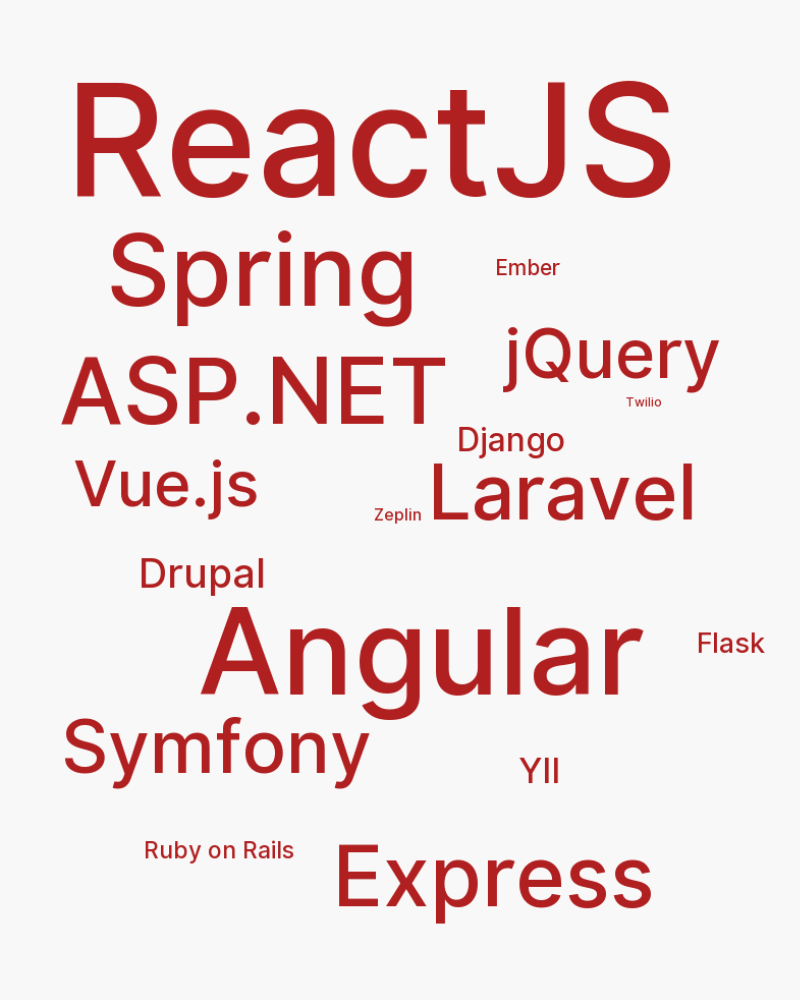 ReactJS
Spring
Ember
jQuery
ASP.NET
Twilio
Django
Vue.js
Laravel
Zeplin
Drupal
Angular
Flask
Symfony
YII
Ruby on Rails
Express